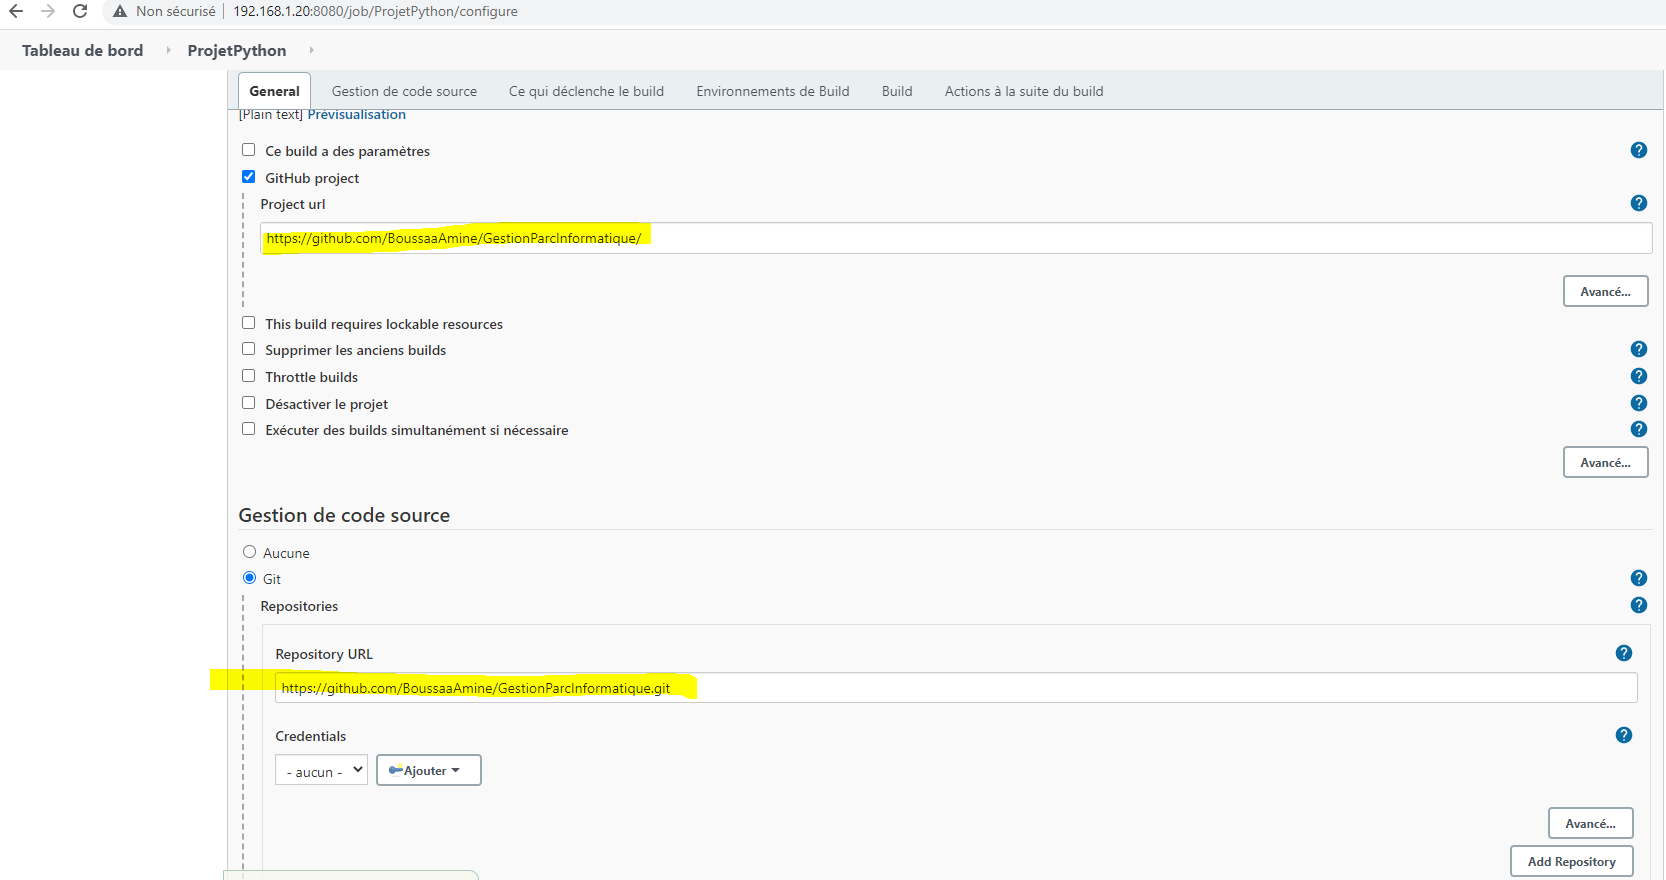 Non sécurisé 192.168.1.20:8080/job/ProjetPython/configure
Tableau de bord ProjetPython
General Gestion de code source Ce qui déclenche le build Environnements de Build Build Actions à la suite du build
[Plain text] Prévisualisation
Ce build a des paramètres ?
GitHub project
Project url ?
https://github.com/BoussaaAmine/GestionParcInformatique/
Avancé...
This build requires lockable resources
Supprimer les anciens builds ?
Throttle builds ?
Désactiver le projet ?
Exécuter des builds simultanément si nécessaire ?
Avancé...
Gestion de code source
Aucune
Git ?
Repositories ?
Repository URL ?
https://github.com/BoussaaAmine/GestionParcInformatique.git
Credentials ?
- aucun - Ajouter
Avancé...
Add Repository